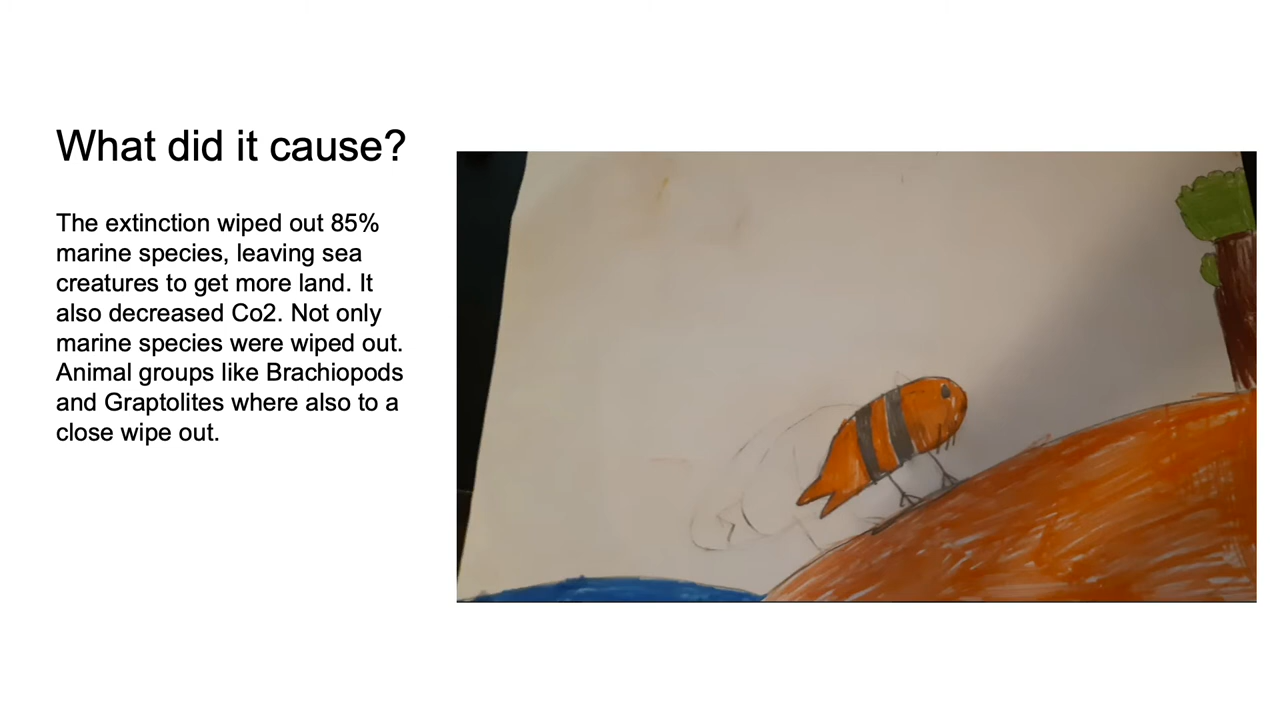 What did it cause?
The extinction wiped out 85%
marine species, leaving sea
creatures to get more land. It
also decreased Co2. Not only
marine species were wiped out.
Animal groups like Brachiopods
and Graptolites where also to a
close wipe out.